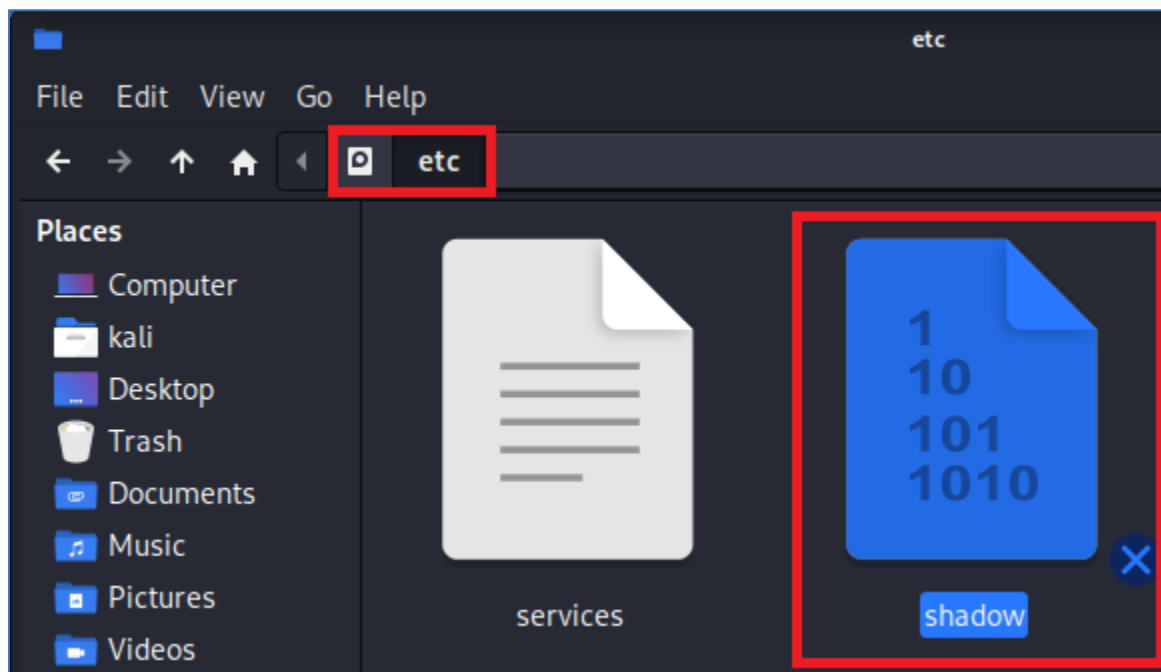 etc
File Edit View Go Help
etc
Places
Computer
kali
Desktop
Trash
Documents
Music
Pictures
Videos
services
1
10
101
1010
shadow